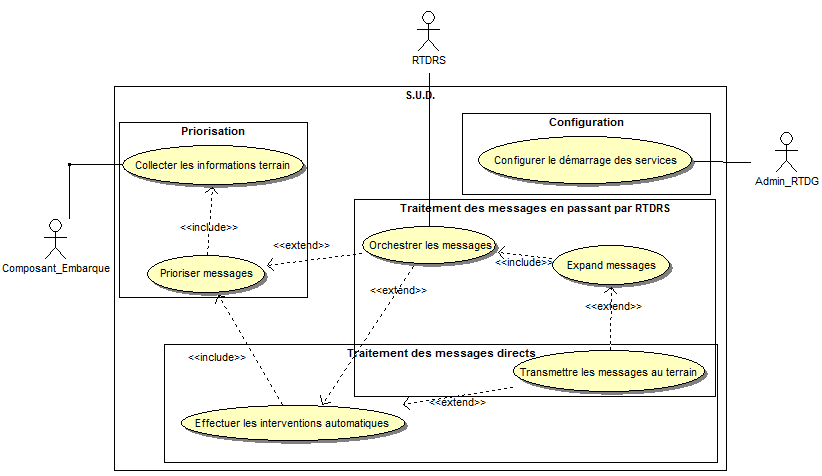 RTDRS
S.U.D.
Priorisation
Configuration
Collecter les informations terrain
Configurer le démarrage des services
Admin_RTDG
<<include>>
Traitement des messages en passant par RTDRS
Composant_Embarque
<<extend>>
Orchestrer les messages
<<include>>
Expand messages
Prioriser messages
<<extend>>
<<extend>>
<<include>>
Traitement des messages directs
Transmettre les messages au terrain
<<extend>>
Effectuer les interventions automatiques